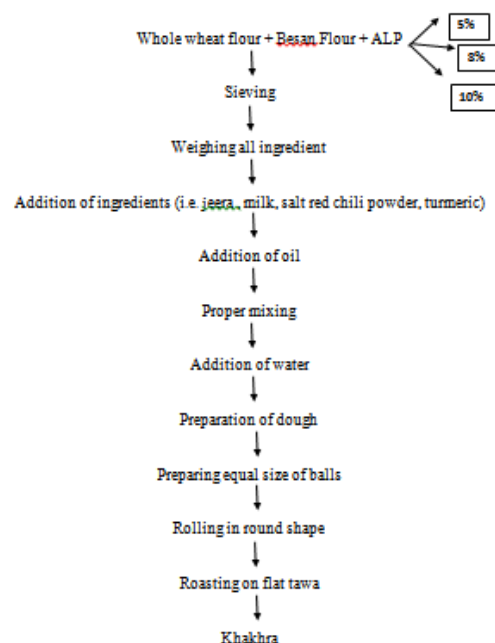 Whole wheat flour + Besan Flour + ALP
5%
8%
10%
Sieving
Weighing all ingredient
Addition of ingredients (i.e. jeera,, milk, salt red chili powder, turmeric)
Addition of oil
Proper mixing
Addition of water
Preparation of dough
Preparing equal size of balls
Rolling in round shape
Roasting on flat tawa
Khakhra